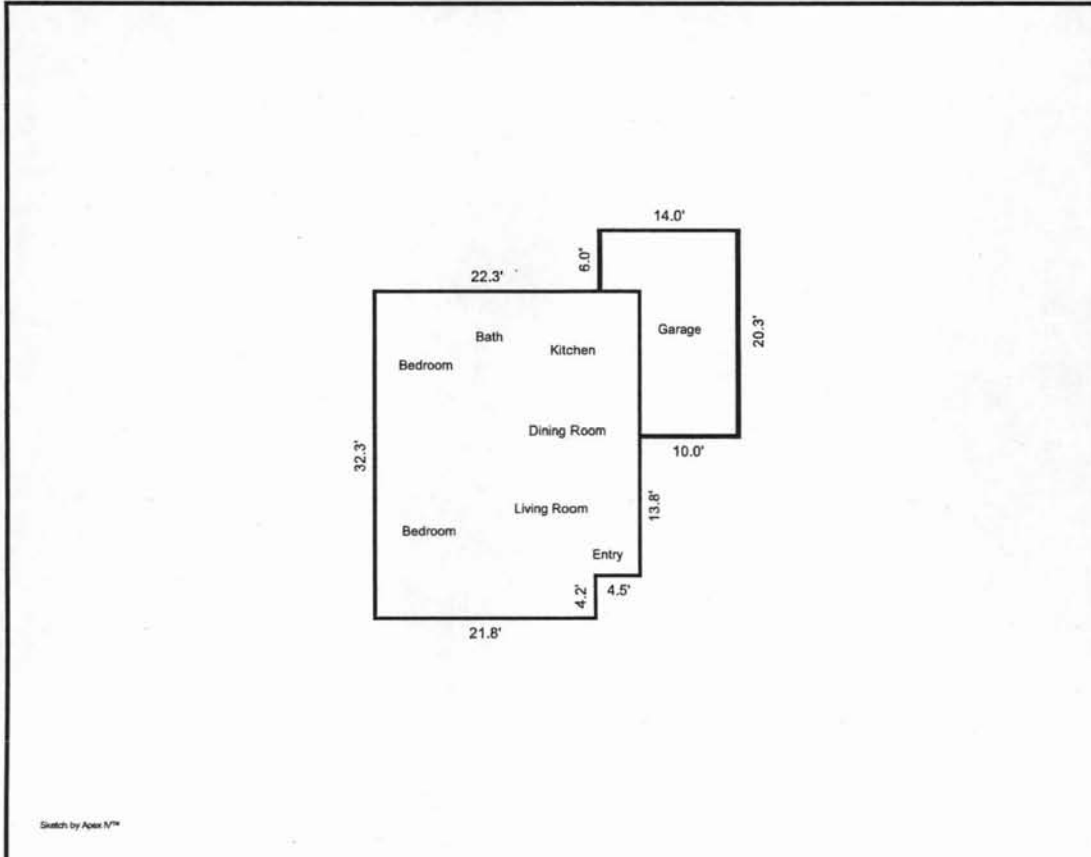 14.0'
6.0'
22.3'
Bath
Kitchen
Garage
20.3'
Bedroom
Dining Room
10.0'
32.3'
Living Room
13.8'
Bedroom
Entry
4.2'
4.5'
21.8'
Sketch by Apex IV™